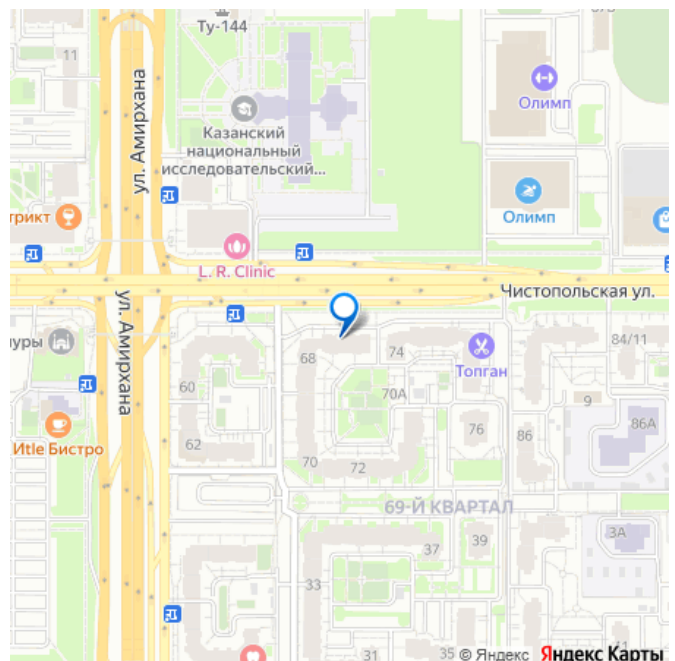 Ту-144
11
ул. Амирхана
Олимп
Казанский
национальный
исследовательский...
трикт
Олимп
L. R. Clinic
Чистопольская ул.
ул. Амирхана
нуры
68
74
84/11
Топган
60
70А
9
Itle Бистро
62
76
86
86А
70
72
69-Й КВАРТАЛ
37
39
3А
33
31
35
© Яндекс Яндекс Карты